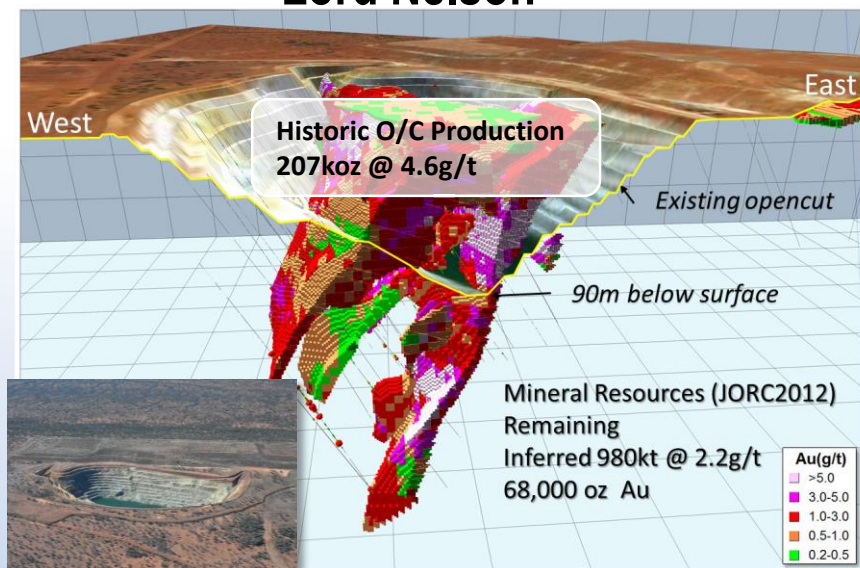 Lord Nelson
West
East
Historic O/C Production
207koz @ 4.6g/t
Existing opencut
90m below surface
Mineral Resources (JORC2012)
Remaining
Inferred 980kt @ 2.2g/t
68,000 oz Au
Au(g/t)
>5.0
3.0-5.0
1.0-3.0
0.5-1.0
0.2-0.5